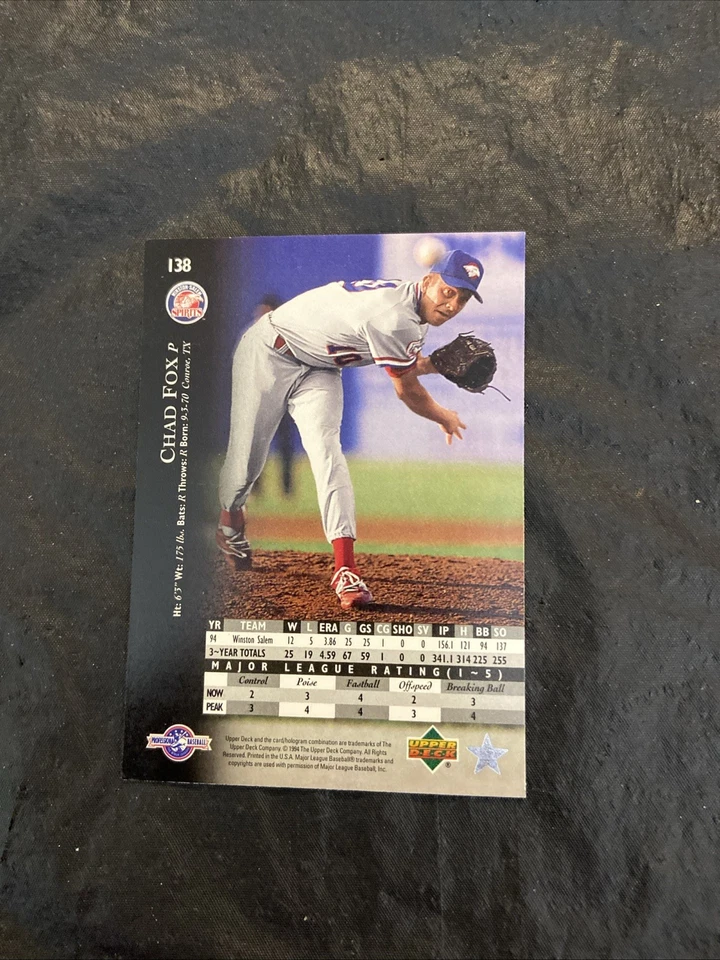 138
WINSTON-SALEM
SPIRITS
CHAD FOX P
Ht: 6'3" Wt: 175 lbs. Bats: R Throws: R Born: 9-3-70 Conroe, TX
10
YR TEAM W L ERA G GS CG SHO SV IP H BB SO
94 Winston Salem 12 5 3.86 25 25 1 0 0 156.1 121 94 137
3~YEAR TOTALS 25 19 4.59 67 59 1 0 0 341.1 314 225 255
MAJOR LEAGUE RATING (1~5)
Control Poise Fastball Offspeed Breaking Ball
NOW 2 3 4 2 3
PEAK 3 4 4 3 4
PROFESSIONAL BASEBALL
Upper Deck and the card/hologram combination are trademarks of The
Upper Deck Company. © 1994 The Upper Deck Company. All Rights
Reserved. Printed in the U.S.A. Major League Baseball® trademarks and
copyrights are used with permission of Major League Baseball, Inc.
UPPER
DECK
®